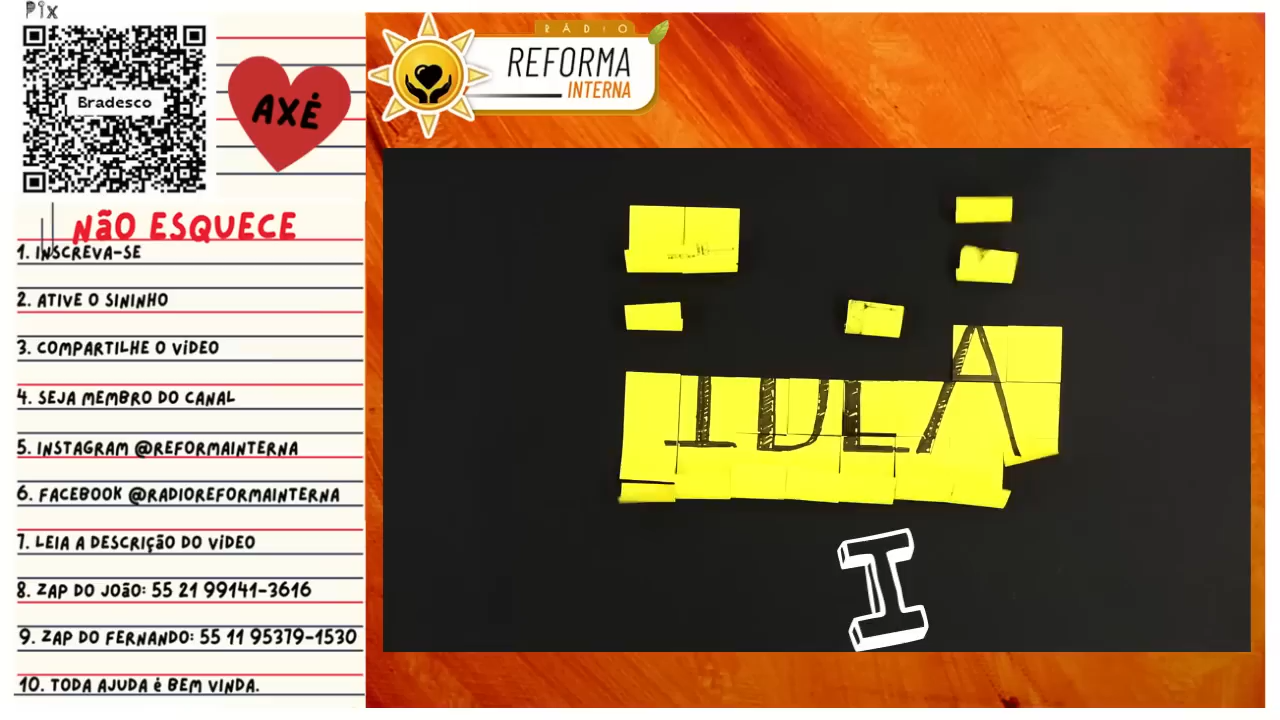 Pix
Bradesco
AXÉ
NÃO ESQUECE
1. INSCREVA-SE
2. ATIVE O SININHO
3. COMPARTILHE O VÍDEO
4. SEJA MEMBRO DO CANAL
5. INSTAGRAM @REFORMAINTERNA
6. FACEBOOK @RADIOREFORMAINTERNA
7. LEIA A DESCRIÇÃO DO VÍDEO
8. ZAP DO JOÃO: 55 21 99141-3616
9. ZAP DO FERNANDO: 55 11 95379-1530
10. TODA AJUDA É BEM VINDA.
RÁDIO
REFORMA
INTERNA
IDEA
I